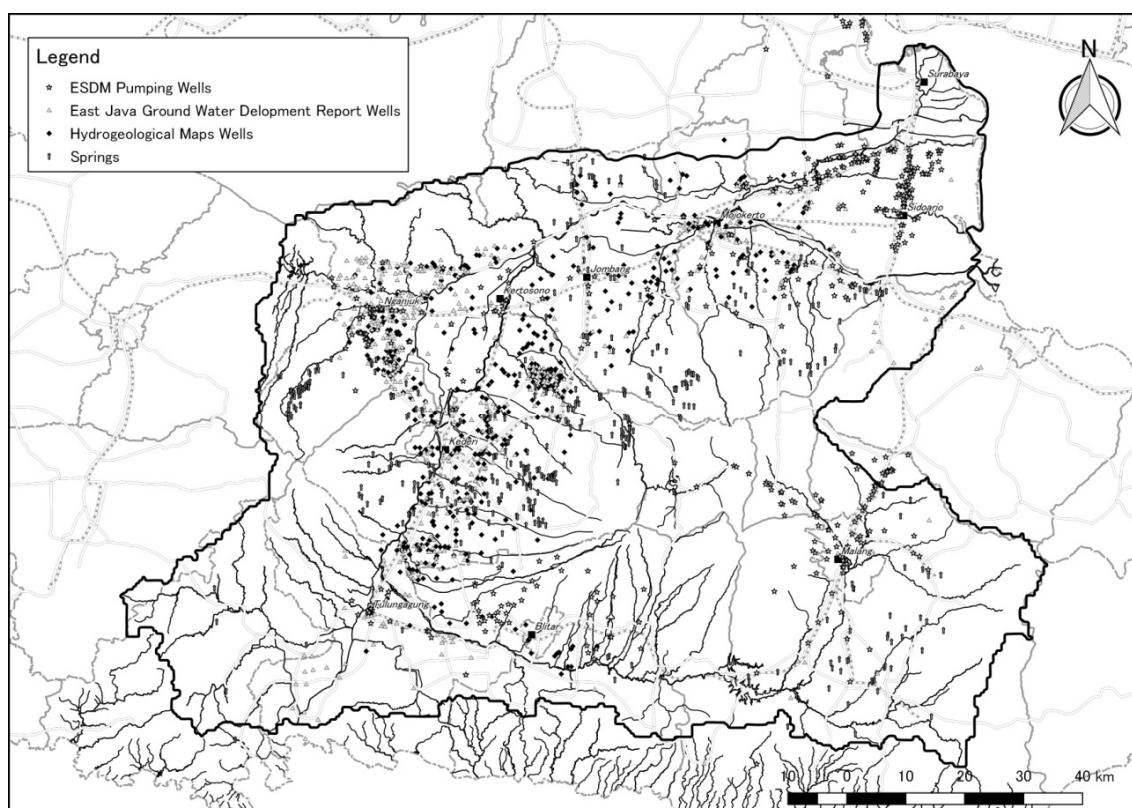 Legend
ESDM Pumping Wells
East Java Ground Water Delopment Report Wells
Hydrogeological Maps Wells
Springs
N
Surabaya
Sidoarjo
Mojokerto
Jombang
Kertosono
Nganjuk
Kederi
Malang
Tulungagung
Blitar
10 0 10 20 30 40 km